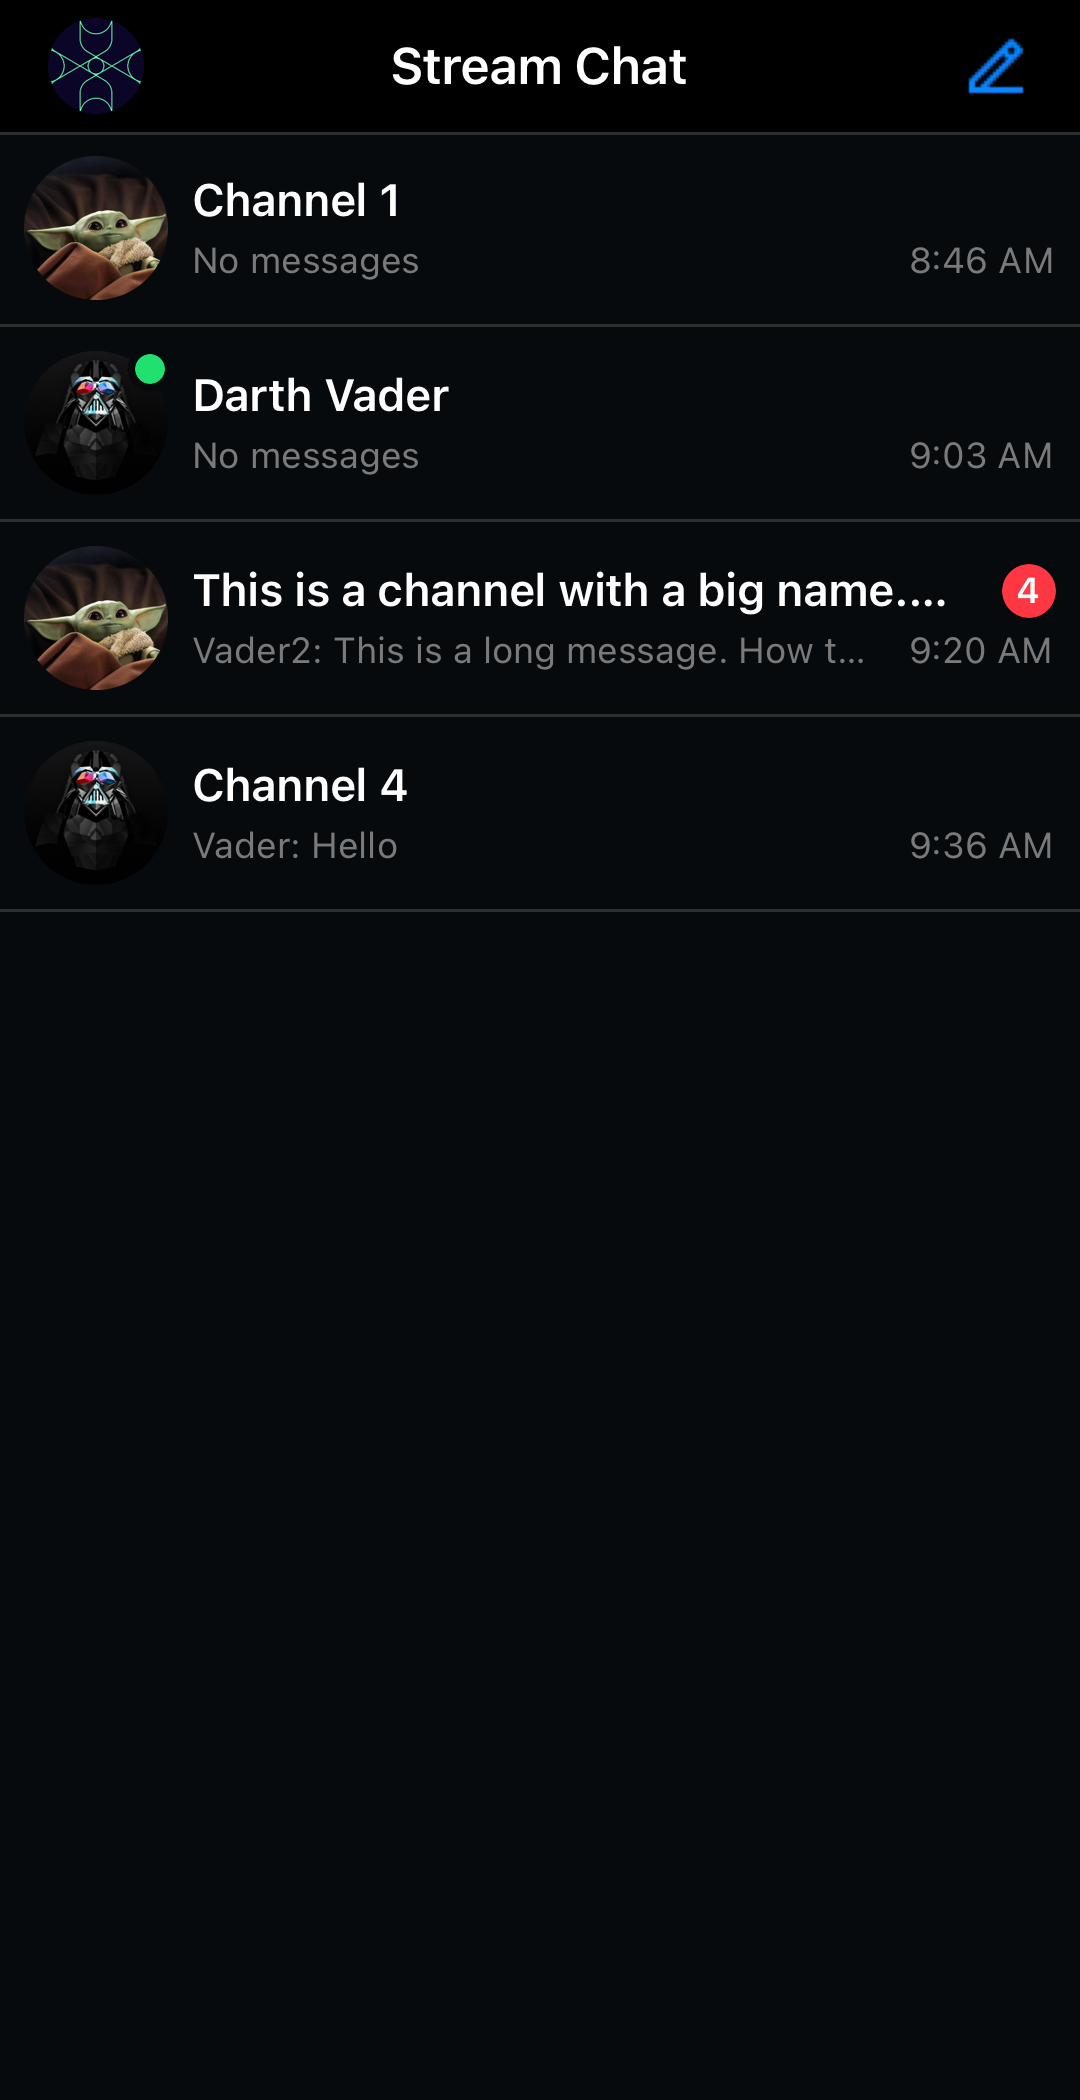 Stream Chat
Channel 1
No messages
8:46 AM
Darth Vader
No messages
9:03 AM
This is a channel with a big name....
4
Vader2: This is a long message. How t...
9:20 AM
Channel 4
Vader: Hello
9:36 AM